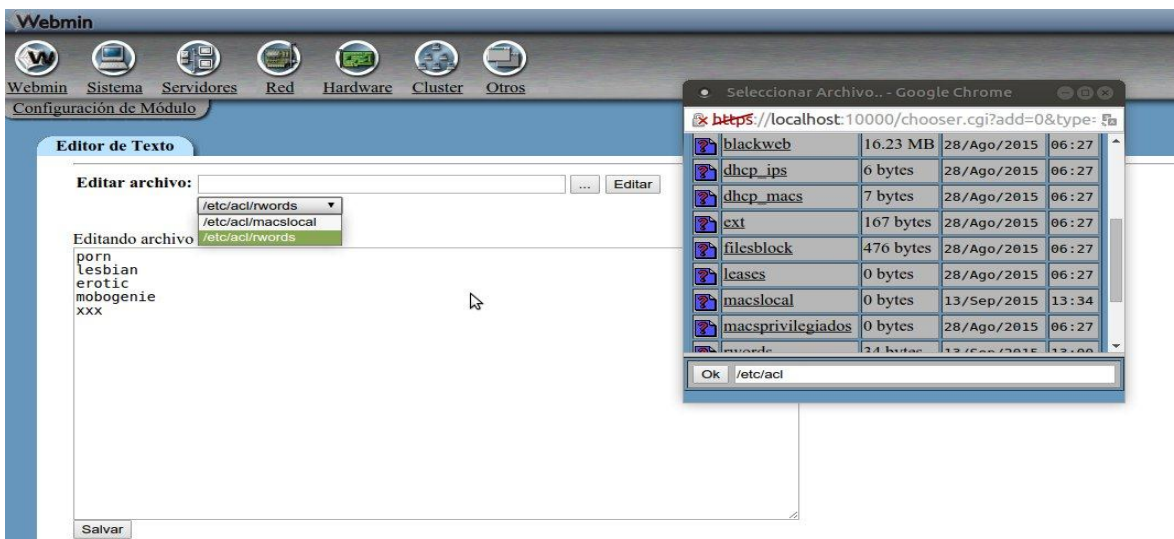 Webmin
Webmin Sistema Servidores Red Hardware Cluster Otros
Configuración de Módulo
Editor de Texto
Editar archivo: ... Editar
/etc/acl/rwords
/etc/acl/macslocal
/etc/acl/rwords
Editando archivo
porn
lesbian
erotic
mobogenie
xxx
Salvar
Seleccionar Archivo.. - Google Chrome
https://localhost:10000/chooser.cgi?add=0&type=
blackweb 16.23 MB 28/Ago/2015 06:27
dhcp_ips 6 bytes 28/Ago/2015 06:27
dhcp_macs 7 bytes 28/Ago/2015 06:27
ext 167 bytes 28/Ago/2015 06:27
filesblock 476 bytes 28/Ago/2015 06:27
leases 0 bytes 28/Ago/2015 06:27
macslocal 0 bytes 13/Sep/2015 13:34
macsprivilegiados 0 bytes 28/Ago/2015 06:27
rwords 34 bytes 13/Sep/2015
Ok /etc/acl